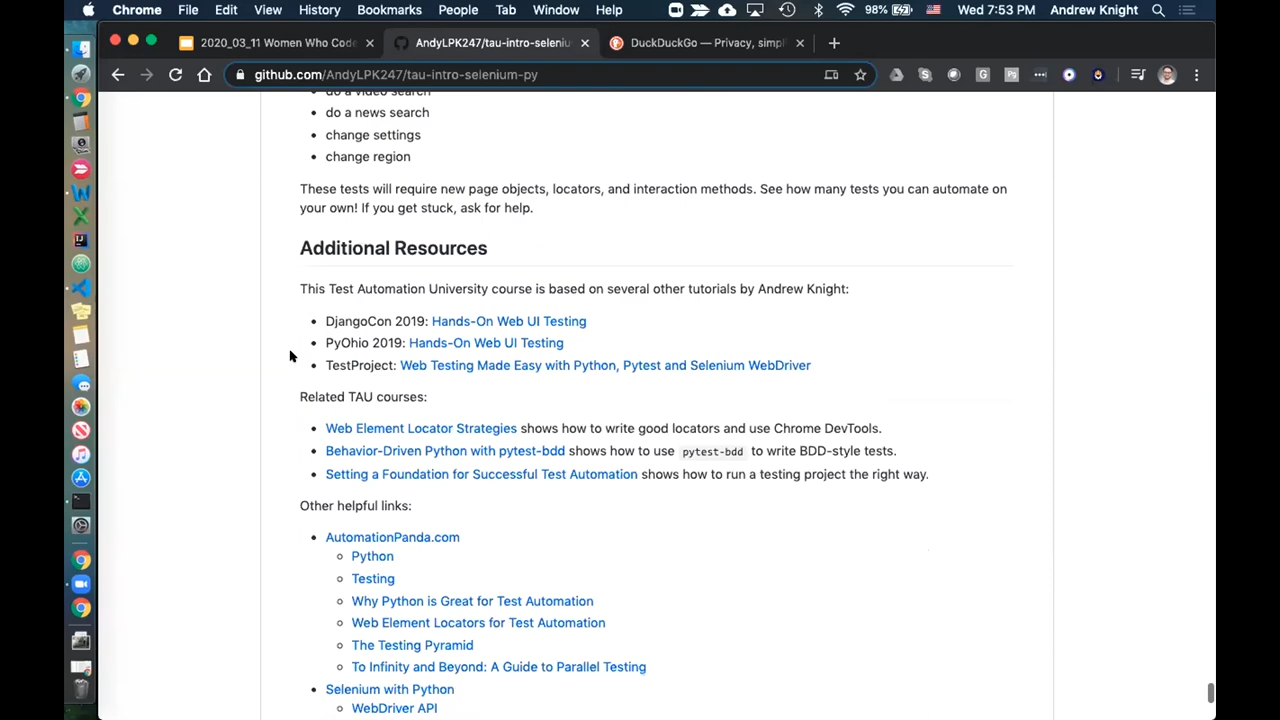 Chrome File Edit View History Bookmarks People Tab Window Help 98% Wed 7:53 PM Andrew Knight
2020_03_11 Women Who Code
AndyLPK247/tau-intro-seleniu
DuckDuckGo — Privacy, simpl
github.com/AndyLPK247/tau-intro-selenium-py
do a video search
do a news search
change settings
change region
These tests will require new page objects, locators, and interaction methods. See how many tests you can automate on
your own! If you get stuck, ask for help.
Additional Resources
This Test Automation University course is based on several other tutorials by Andrew Knight:
DjangoCon 2019: Hands-On Web UI Testing
PyOhio 2019: Hands-On Web UI Testing
TestProject: Web Testing Made Easy with Python, Pytest and Selenium WebDriver
Related TAU courses:
Web Element Locator Strategies shows how to write good locators and use Chrome DevTools.
Behavior-Driven Python with pytest-bdd shows how to use pytest-bdd to write BDD-style tests.
Setting a Foundation for Successful Test Automation shows how to run a testing project the right way.
Other helpful links:
AutomationPanda.com
Python
Testing
Why Python is Great for Test Automation
Web Element Locators for Test Automation
The Testing Pyramid
To Infinity and Beyond: A Guide to Parallel Testing
Selenium with Python
WebDriver API